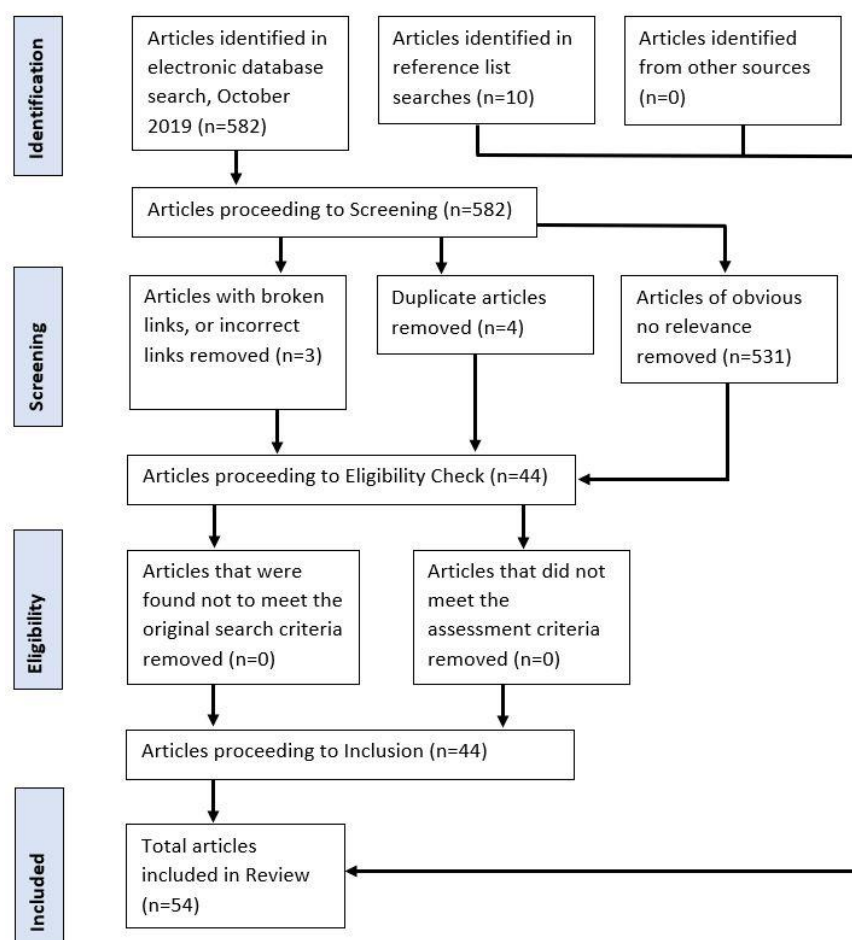 Identification
Articles identified in
electronic database
search, October
2019 (n=582)
Articles identified in
reference list
searches (n=10)
Articles identified
from other sources
(n=0)
Articles proceeding to Screening (n=582)
Screening
Articles with broken
links, or incorrect
links removed (n=3)
Duplicate articles
removed (n=4)
Articles of obvious
no relevance
removed (n=531)
Articles proceeding to Eligibility Check (n=44)
Eligibility
Articles that were
found not to meet the
original search criteria
removed (n=0)
Articles that did not
meet the
assessment criteria
removed (n=0)
Articles proceeding to Inclusion (n=44)
Included
Total articles
included in Review
(n=54)